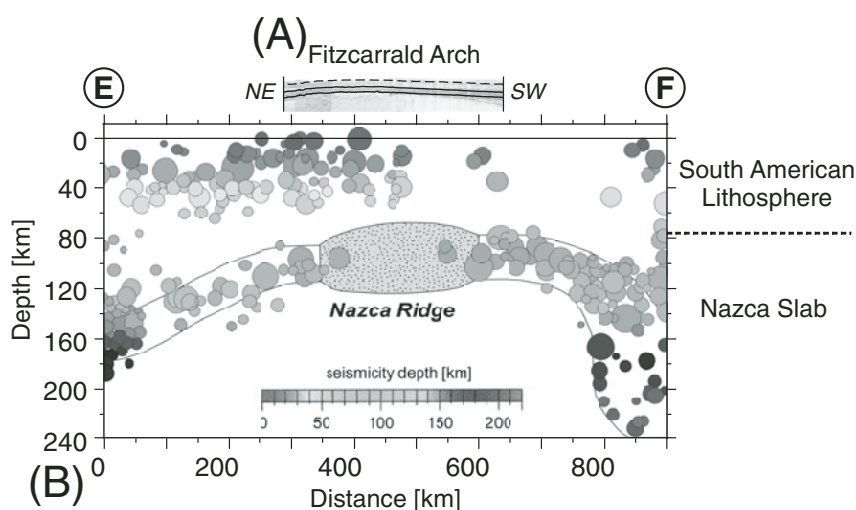 (A)
Fitzcarrald Arch
E
NE
SW
F
0
40
80
120
160
200
240
Depth [km]
South American
Lithosphere
Nazca Slab
Nazca Ridge
seismicity depth [km]
0 50 100 150 200
0 200 400 600 800
Distance [km]
(B)